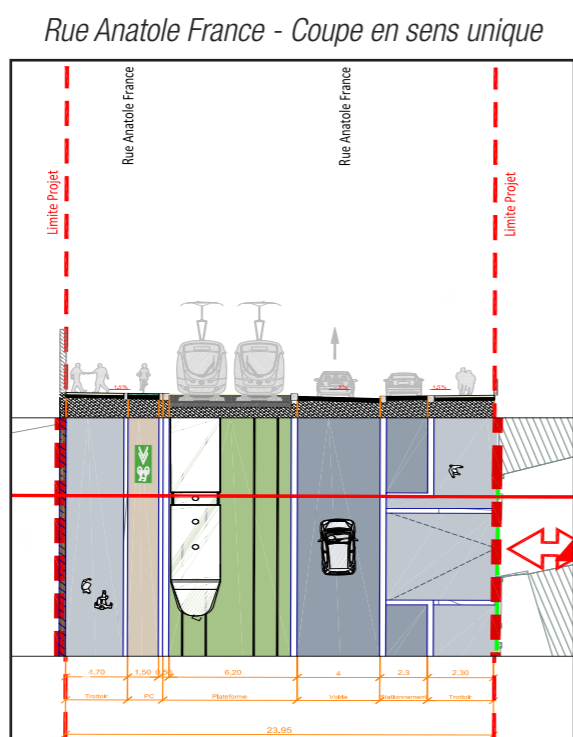 Rue Anatole France - Coupe en sens unique
Limite Projet
Rue Anatole France
Rue Anatole France
Limite Projet
4,70 1,50 6,20 4 2,3 2,30
Trottoir PC Plateforme Voirie Stationnement Trottoir
23.95